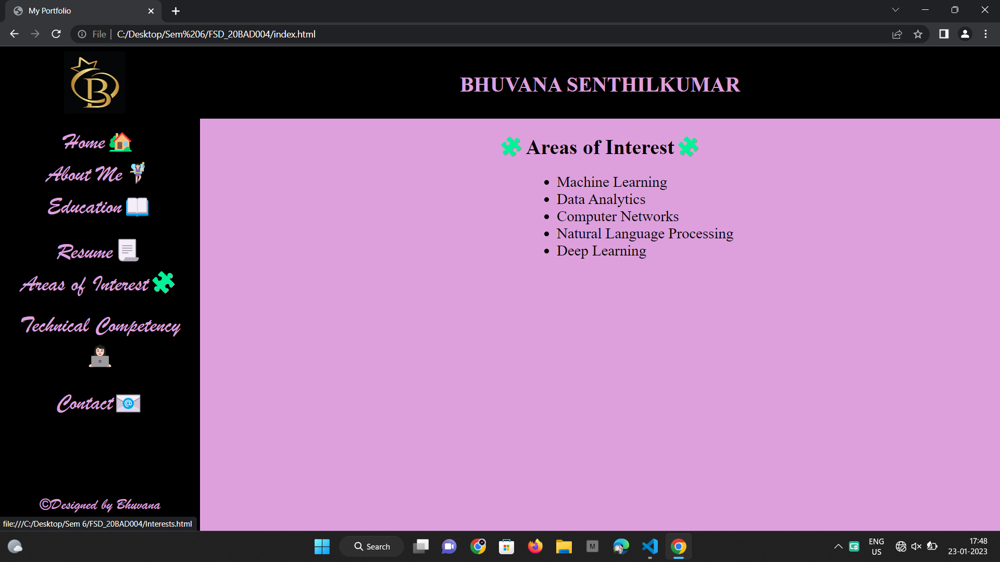 My Portfolio
File | C:/Desktop/Sem%206/FSD_20BAD004/index.html
B
BHUVANA SENTHILKUMAR
Home
About Me
Education
Resume
Areas of Interest
Technical Competency
Contact
©Designed by Bhuvana
Areas of Interest
• Machine Learning
• Data Analytics
• Computer Networks
• Natural Language Processing
• Deep Learning
file:///C:/Desktop/Sem 6/FSD_20BAD004/Interests.html
Search
M
ENG
US
17:48
23-01-2023